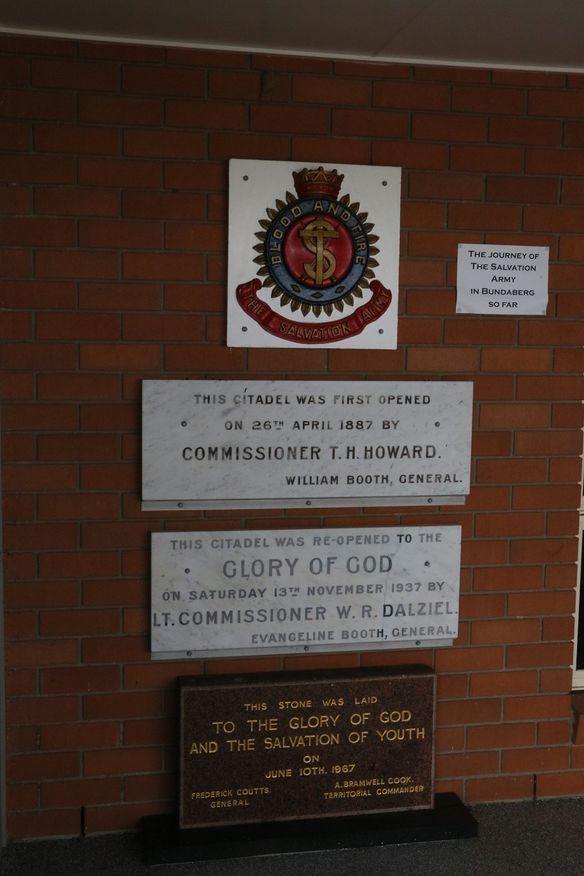 BLOOD AND FIRE
S
THE SALVATION ARMY
THE JOURNEY OF
THE SALVATION
ARMY
IN BUNDABERG
SO FAR
THIS CITADEL WAS FIRST OPENED
ON 26TH APRIL 1887 BY
COMMISSIONER T. H. HOWARD.
WILLIAM BOOTH, GENERAL.
THIS CITADEL WAS RE-OPENED TO THE
GLORY OF GOD
ON SATURDAY 13TH NOVEMBER 1937 BY
LT. COMMISSIONER W. R. DALZIEL.
EVANGELINE BOOTH, GENERAL.
THIS STONE WAS LAID
TO THE GLORY OF GOD
AND THE SALVATION OF YOUTH
ON
JUNE 10TH. 1967
FREDERICK COUTTS. A. BRAMWELL COOK.
GENERAL TERRITORIAL COMMANDER